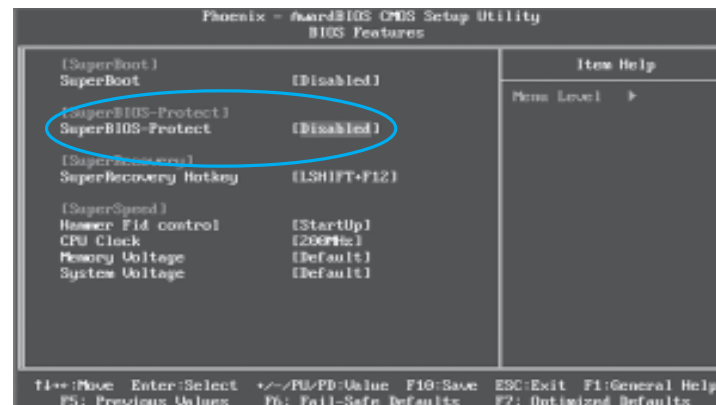 Phoenix - AwardBIOS CMOS Setup Utility
BIOS Features
[SuperBoot]
SuperBoot [Disabled]
Item Help
Menu Level ▶
[SuperBIOS-Protect]
SuperBIOS-Protect [Disabled]
[SuperRecovery]
SuperRecovery Hotkey [LSHIFT+F12]
[SuperSpeed]
Hammer Fid control [StartUp]
CPU Clock [200MHz]
Memory Voltage [Default]
System Voltage [Default]
↑↓→←:Move Enter:Select +/-/PU/PD:Value F10:Save ESC:Exit F1:General Help
F5: Previous Values F6: Fail-Safe Defaults F7: Optimized Defaults